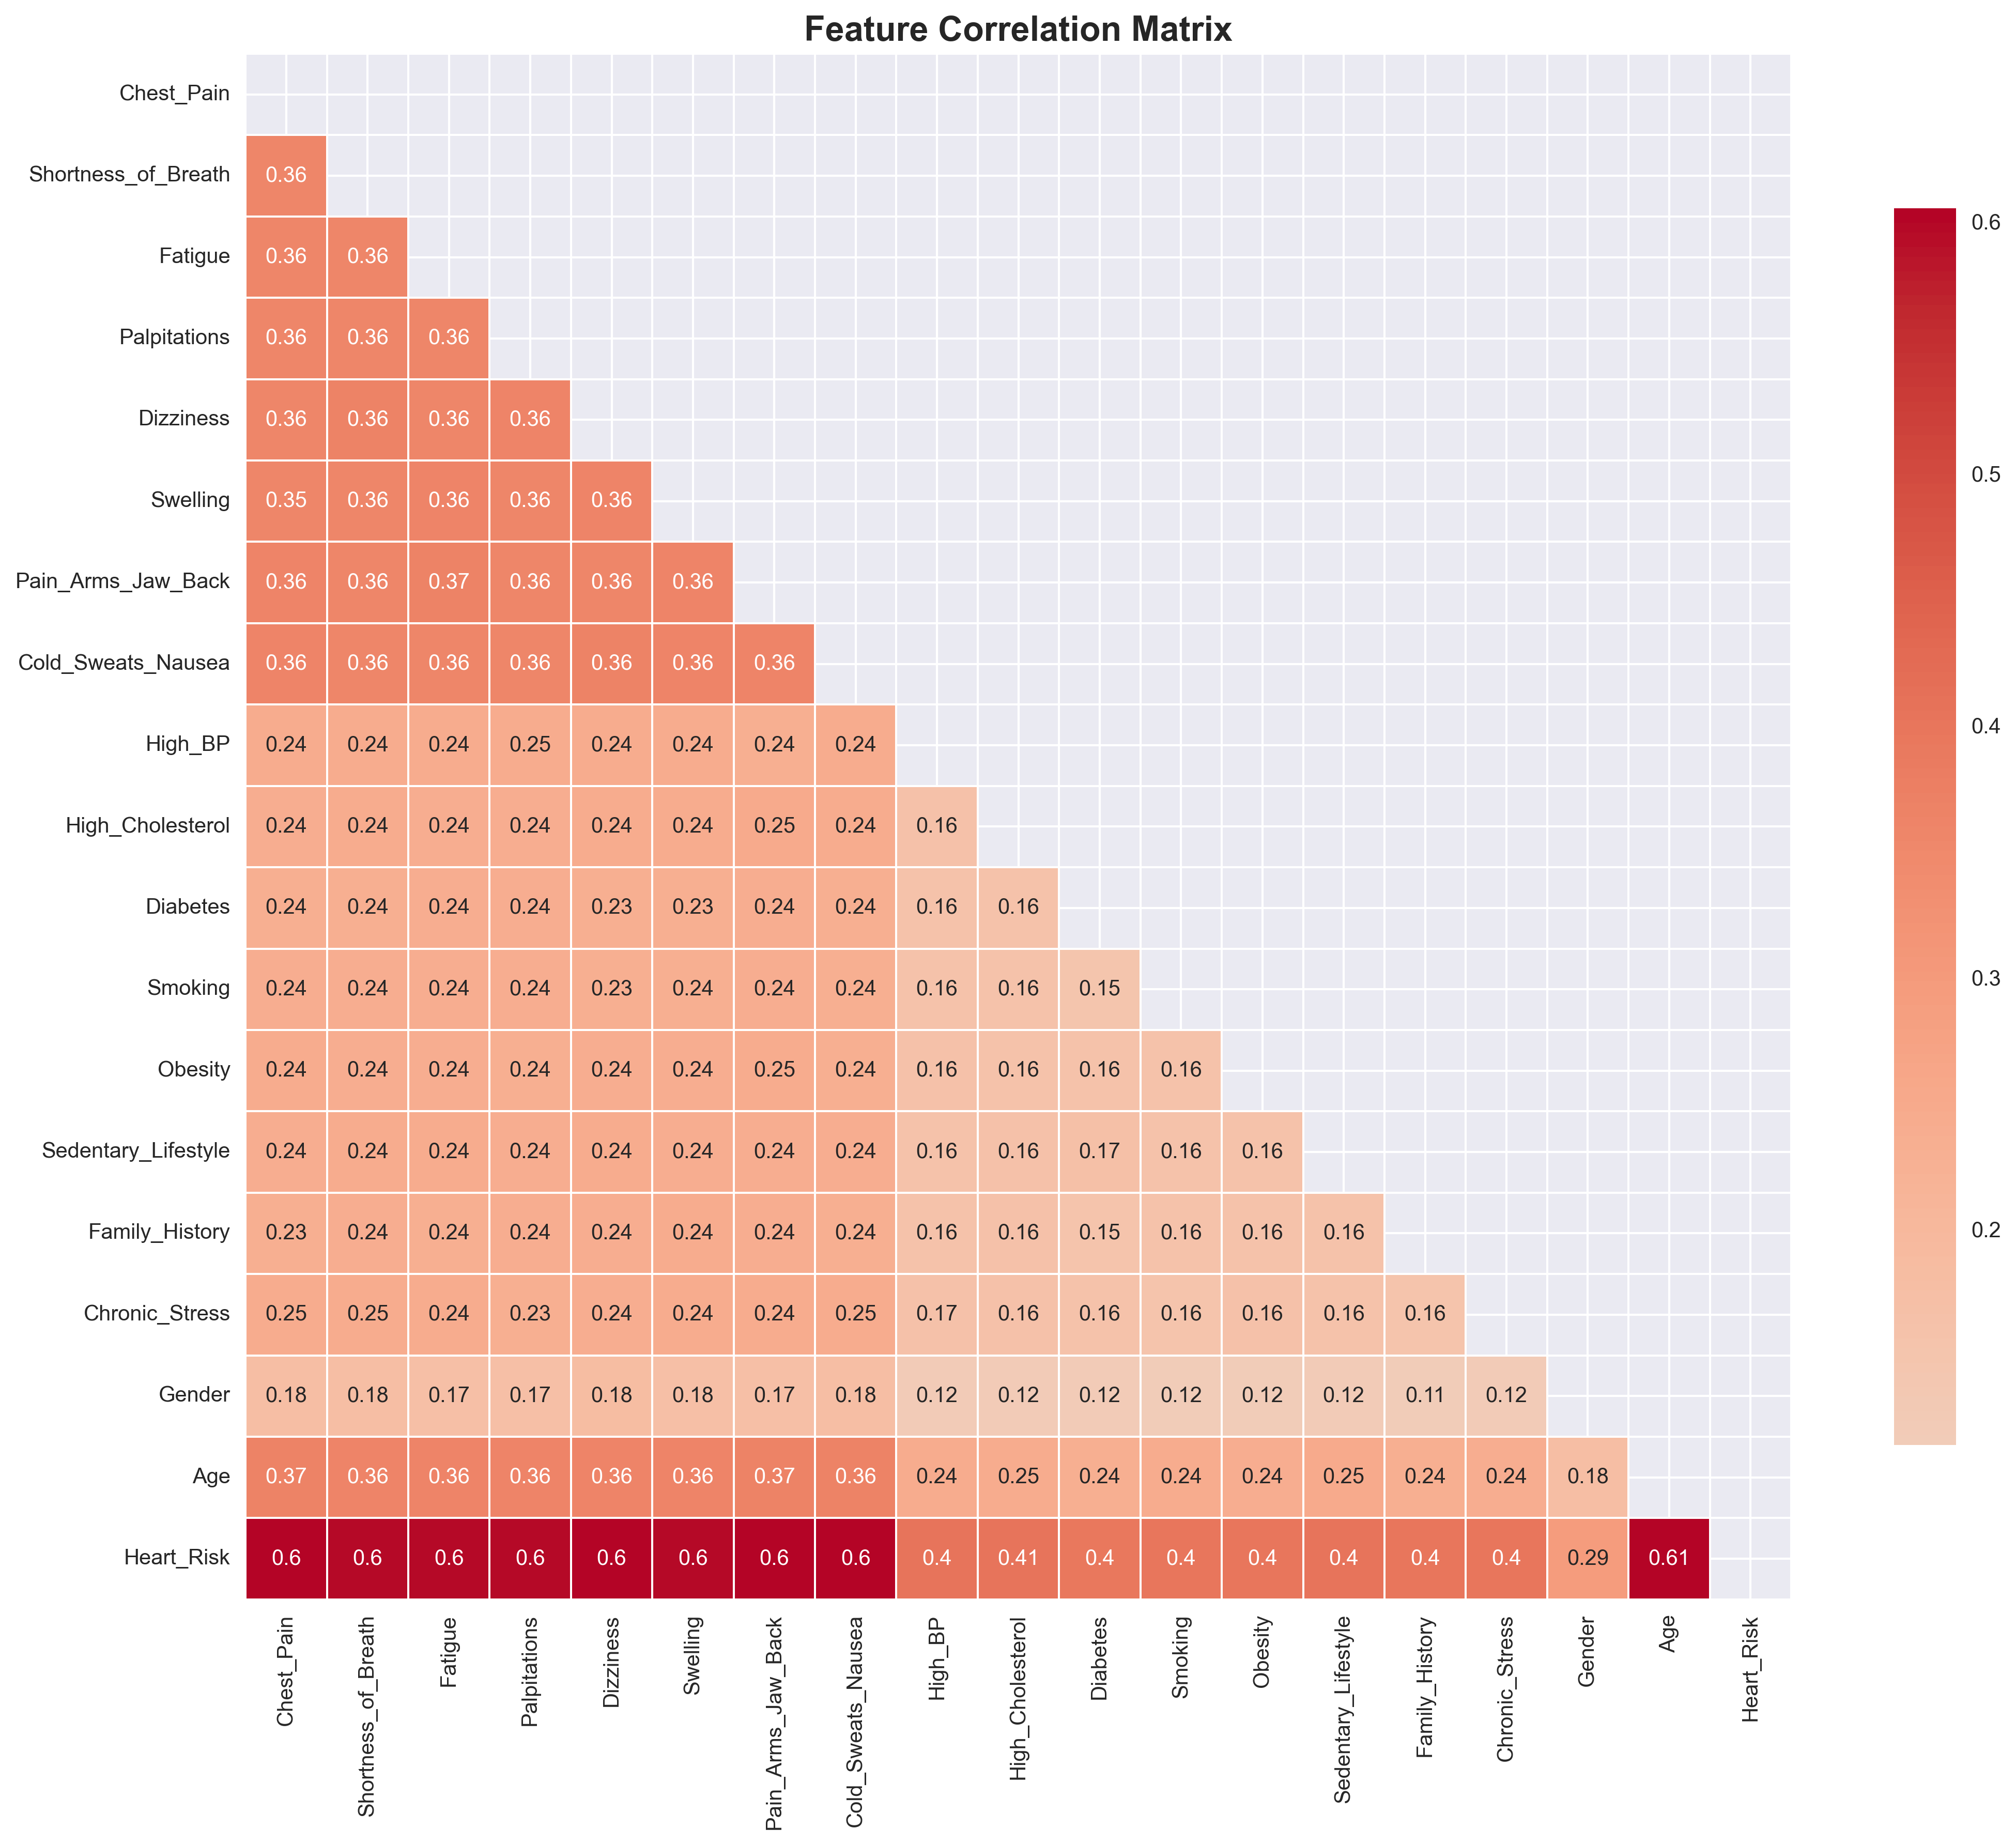 Feature Correlation Matrix
Chest_Pain
Shortness_of_Breath 0.36
Fatigue 0.36 0.36
Palpitations 0.36 0.36 0.36
Dizziness 0.36 0.36 0.36 0.36
Swelling 0.35 0.36 0.36 0.36 0.36
Pain_Arms_Jaw_Back 0.36 0.36 0.37 0.36 0.36 0.36
Cold_Sweats_Nausea 0.36 0.36 0.36 0.36 0.36 0.36 0.36
High_BP 0.24 0.24 0.24 0.25 0.24 0.24 0.24 0.24
High_Cholesterol 0.24 0.24 0.24 0.24 0.24 0.24 0.25 0.24 0.16
Diabetes 0.24 0.24 0.24 0.24 0.23 0.23 0.24 0.24 0.16 0.16
Smoking 0.24 0.24 0.24 0.24 0.23 0.24 0.24 0.24 0.16 0.16 0.15
Obesity 0.24 0.24 0.24 0.24 0.24 0.24 0.25 0.24 0.16 0.16 0.16 0.16
Sedentary_Lifestyle 0.24 0.24 0.24 0.24 0.24 0.24 0.24 0.24 0.16 0.16 0.17 0.16 0.16
Family_History 0.23 0.24 0.24 0.24 0.24 0.24 0.24 0.24 0.16 0.16 0.15 0.16 0.16 0.16
Chronic_Stress 0.25 0.25 0.24 0.23 0.24 0.24 0.24 0.25 0.17 0.16 0.16 0.16 0.16 0.16 0.16
Gender 0.18 0.18 0.17 0.17 0.18 0.18 0.17 0.18 0.12 0.12 0.12 0.12 0.12 0.12 0.11 0.12
Age 0.37 0.36 0.36 0.36 0.36 0.36 0.37 0.36 0.24 0.25 0.24 0.24 0.24 0.25 0.24 0.24 0.18
Heart_Risk 0.6 0.6 0.6 0.6 0.6 0.6 0.6 0.6 0.4 0.41 0.4 0.4 0.4 0.4 0.4 0.4 0.29 0.61
Chest_Pain
Shortness_of_Breath
Fatigue
Palpitations
Dizziness
Swelling
Pain_Arms_Jaw_Back
Cold_Sweats_Nausea
High_BP
High_Cholesterol
Diabetes
Smoking
Obesity
Sedentary_Lifestyle
Family_History
Chronic_Stress
Gender
Age
Heart_Risk
0.6
0.5
0.4
0.3
0.2